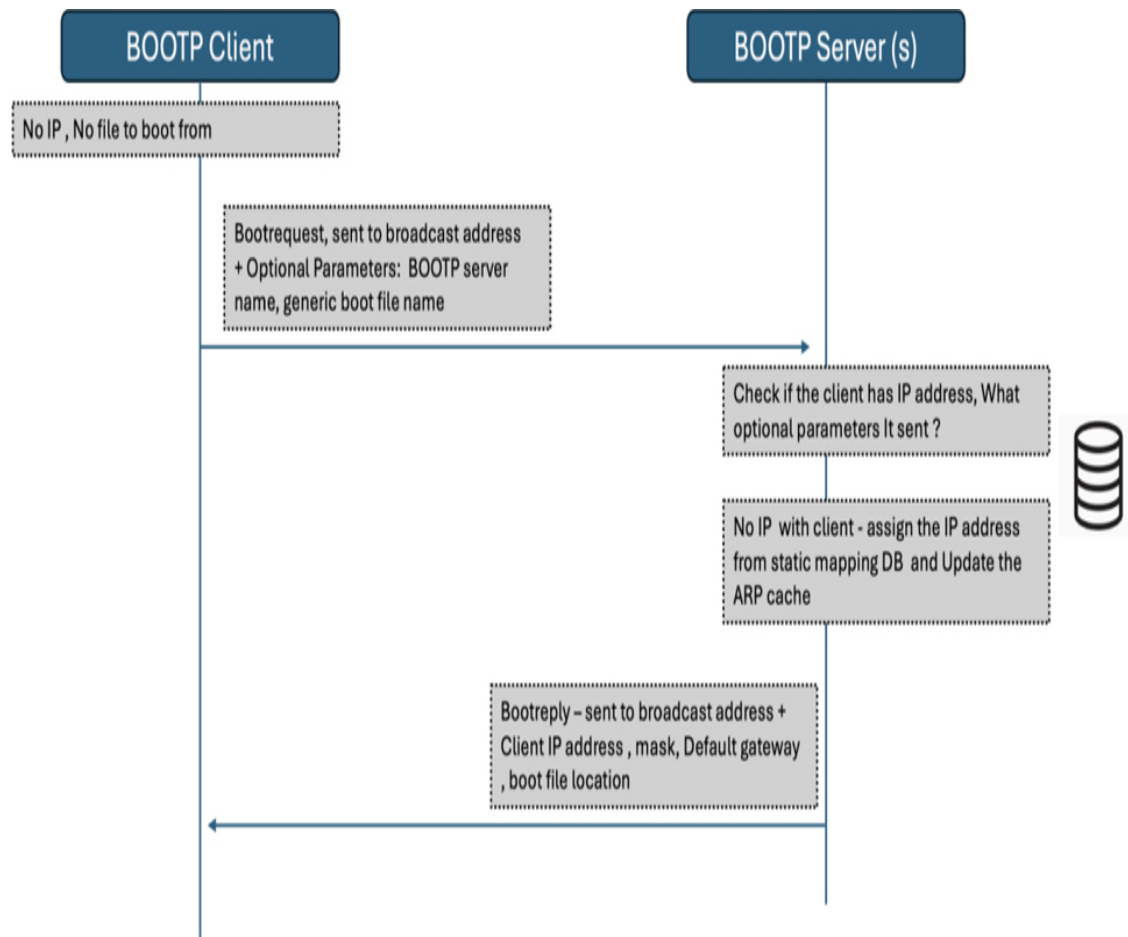 BOOTP Client
BOOTP Server (s)
No IP , No file to boot from
Bootrequest, sent to broadcast address
+ Optional Parameters: BOOTP server
name, generic boot file name
Check if the client has IP address, What
optional parameters It sent ?
No IP with client - assign the IP address
from static mapping DB and Update the
ARP cache
Bootreply – sent to broadcast address +
Client IP address , mask, Default gateway
, boot file location